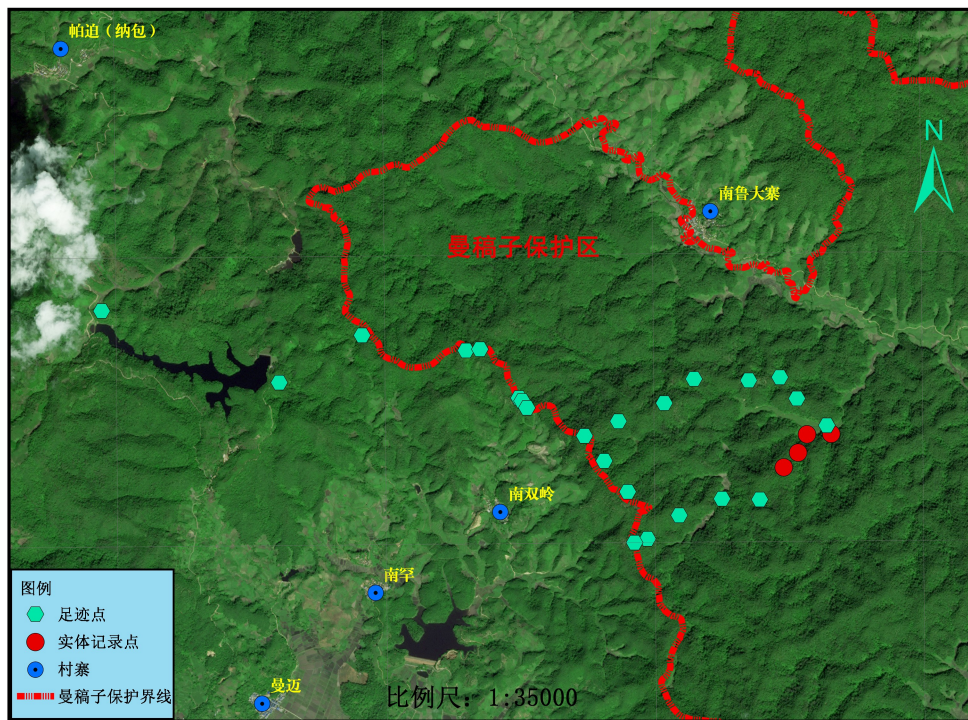 帕迫（纳包）
N
南鲁大寨
曼稿子保护区
南双岭
南罕
曼迈
图例
足迹点
实体记录点
村寨
曼稿子保护界线
比例尺：1:35000